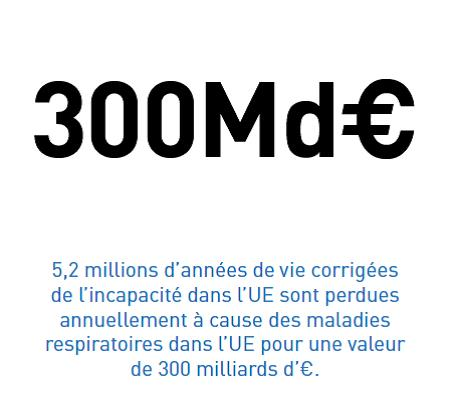 300Md€
5,2 millions d’années de vie corrigées
de l’incapacité dans l’UE sont perdues
annuellement à cause des maladies
respiratoires dans l’UE pour une valeur
de 300 milliards d’€.